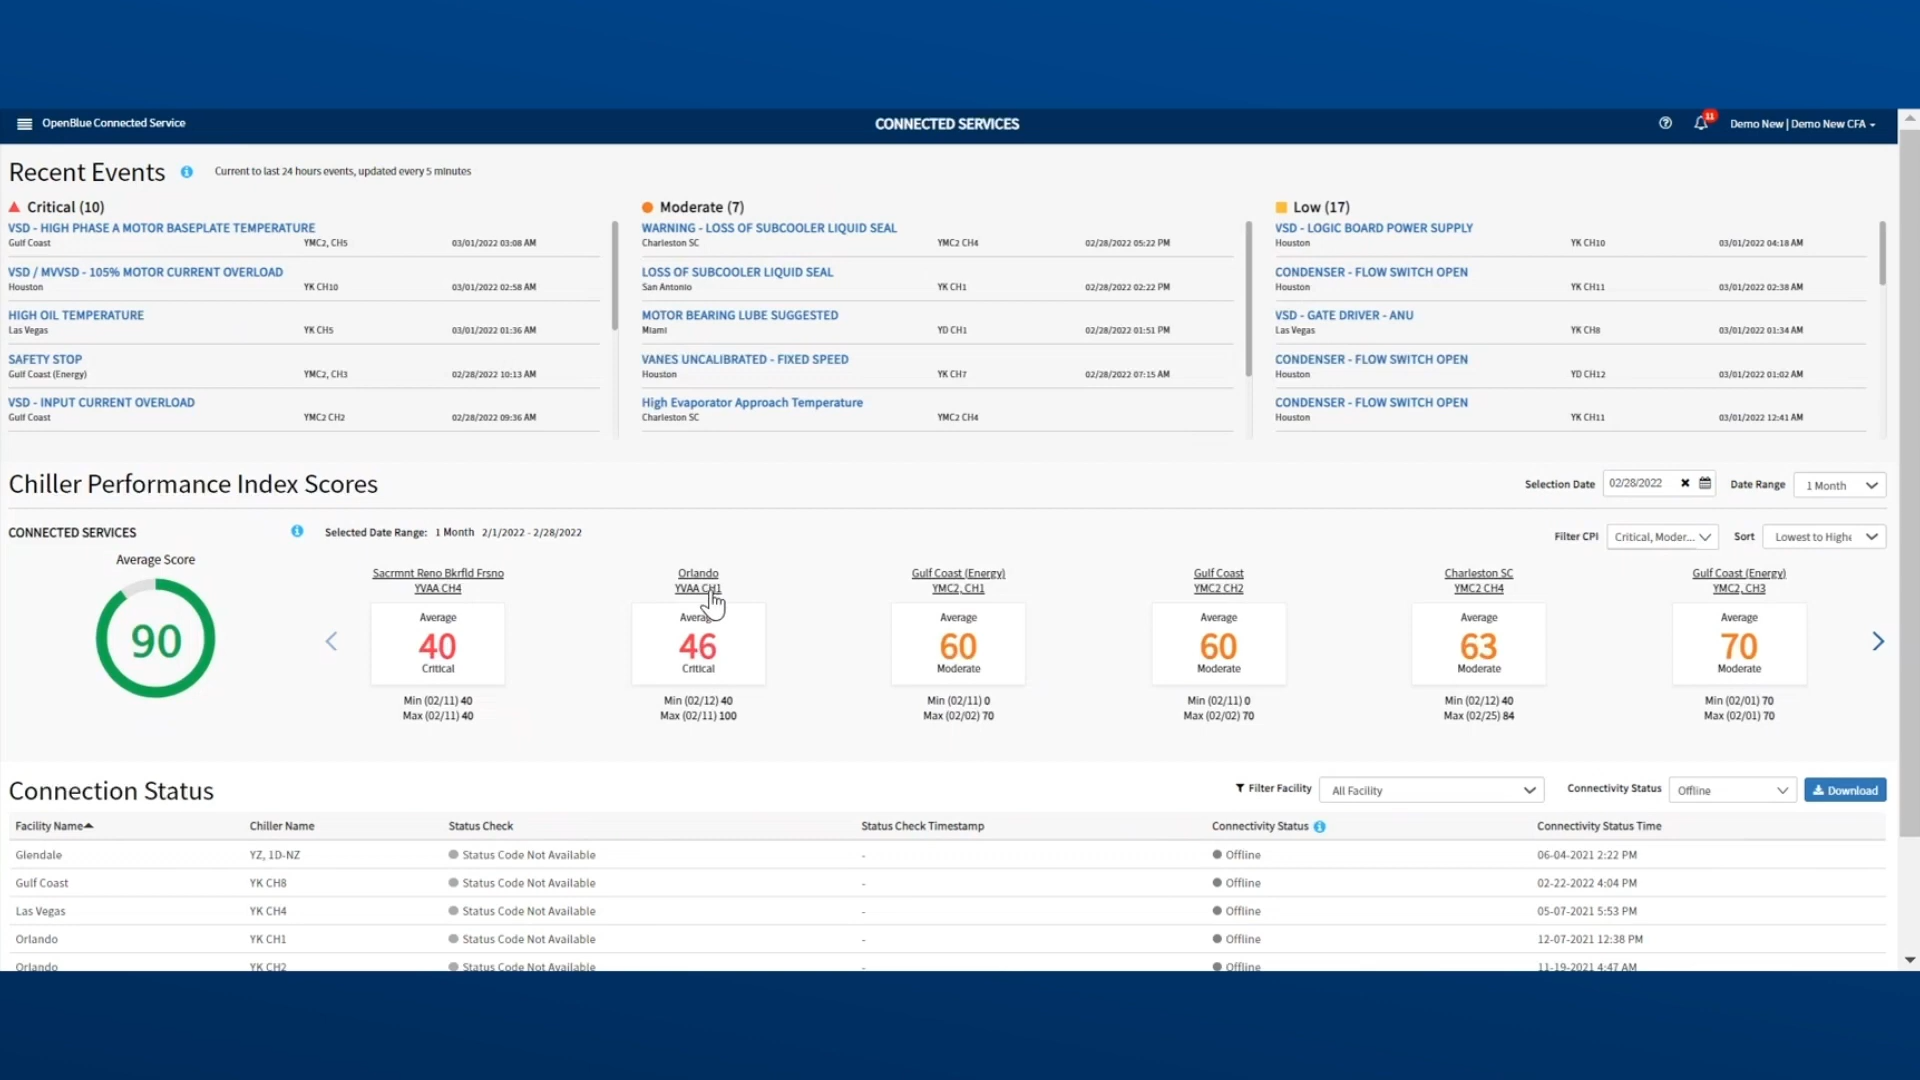 OpenBlue Connected Service
CONNECTED SERVICES
11
Demo New | Demo New CFA
Recent Events
Current to last 24 hours events, updated every 5 minutes
Critical (10)
VSD - HIGH PHASE A MOTOR BASEPLATE TEMPERATURE
Gulf Coast YMC2, CH5 03/01/2022 03:08 AM
VSD / MVVSD - 105% MOTOR CURRENT OVERLOAD
Houston YK CH10 03/01/2022 02:58 AM
HIGH OIL TEMPERATURE
Las Vegas YK CH5 03/01/2022 01:36 AM
SAFETY STOP
Gulf Coast (Energy) YMC2, CH3 02/28/2022 10:13 AM
VSD - INPUT CURRENT OVERLOAD
Gulf Coast YMC2 CH2 02/28/2022 09:36 AM
Moderate (7)
WARNING - LOSS OF SUBCOOLER LIQUID SEAL
Charleston SC YMC2 CH4 02/28/2022 05:22 PM
LOSS OF SUBCOOLER LIQUID SEAL
San Antonio YK CH1 02/28/2022 02:22 PM
MOTOR BEARING LUBE SUGGESTED
Miami YD CH1 02/28/2022 01:51 PM
VANES UNCALIBRATED - FIXED SPEED
Houston YK CH7 02/28/2022 07:15 AM
High Evaporator Approach Temperature
Charleston SC YMC2 CH4
Low (17)
VSD - LOGIC BOARD POWER SUPPLY
Houston YK CH10 03/01/2022 04:18 AM
CONDENSER - FLOW SWITCH OPEN
Houston YK CH11 03/01/2022 02:38 AM
VSD - GATE DRIVER - ANU
Las Vegas YK CH8 03/01/2022 01:34 AM
CONDENSER - FLOW SWITCH OPEN
Houston YD CH12 03/01/2022 01:02 AM
CONDENSER - FLOW SWITCH OPEN
Houston YK CH11 03/01/2022 12:41 AM
Chiller Performance Index Scores
Selection Date 02/28/2022 Date Range 1 Month
CONNECTED SERVICES
Selected Date Range: 1 Month 2/1/2022 - 2/28/2022
Filter CPI Critical, Moder... Sort Lowest to Highe
Average Score
90
Sacrmnt Reno Bkrfld Frsno
YVAA CH4
Average
40
Critical
Min (02/11) 40
Max (02/11) 40
Orlando
YVAA CH1
46
Critical
Min (02/12) 40
Max (02/11) 100
Gulf Coast (Energy)
YMC2, CH1
Average
60
Moderate
Min (02/11) 0
Max (02/02) 70
Gulf Coast
YMC2 CH2
Average
60
Moderate
Min (02/11) 0
Max (02/02) 70
Charleston SC
YMC2 CH4
Average
63
Moderate
Min (02/12) 40
Max (02/25) 84
Gulf Coast (Energy)
YMC2, CH3
Average
70
Moderate
Min (02/01) 70
Max (02/01) 70
Connection Status
Filter Facility All Facility Connectivity Status Offline Download
Facility Name Chiller Name Status Check Status Check Timestamp Connectivity Status Connectivity Status Time
Glendale YZ, 1D-NZ Status Code Not Available - Offline 06-04-2021 2:22 PM
Gulf Coast YK CH8 Status Code Not Available - Offline 02-22-2022 4:04 PM
Las Vegas YK CH4 Status Code Not Available - Offline 05-07-2021 5:53 PM
Orlando YK CH1 Status Code Not Available - Offline 12-07-2021 12:38 PM
Orlando YK CH2 Status Code Not Available - Offline 11-19-2021 4:47 AM